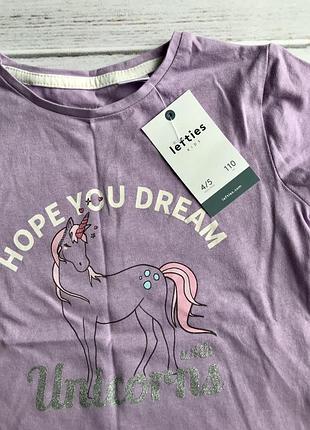 lefties
KIDS
4/5
110
lefties.com
HOPE YOU DREAM
with
Unicorns